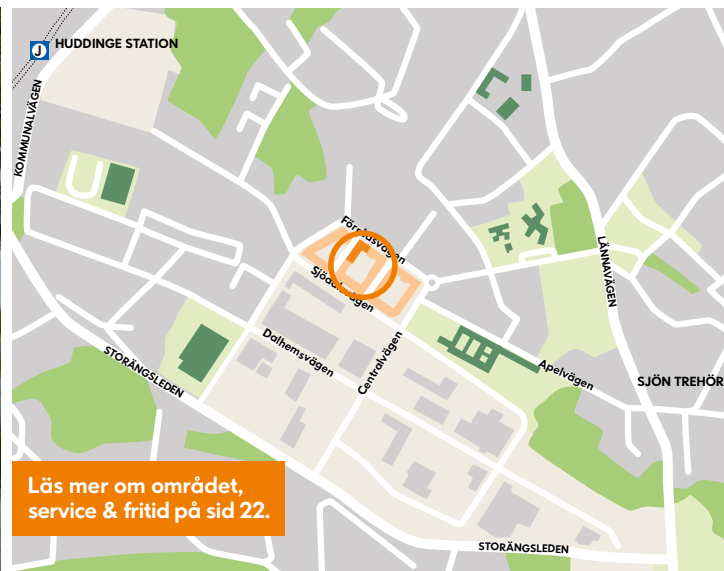 J HUDDINGE STATION
KOMMUNALVÄGEN
Förrådsvägen
LÄNNAVÄGEN
Sjödalsvägen
Dalhemsvägen
Centralvägen
STORÄNGSLEDEN
Apelvägen
SJÖN TREHÖR
Läs mer om området,
service & fritid på sid 22.
STORÄNGSLEDEN